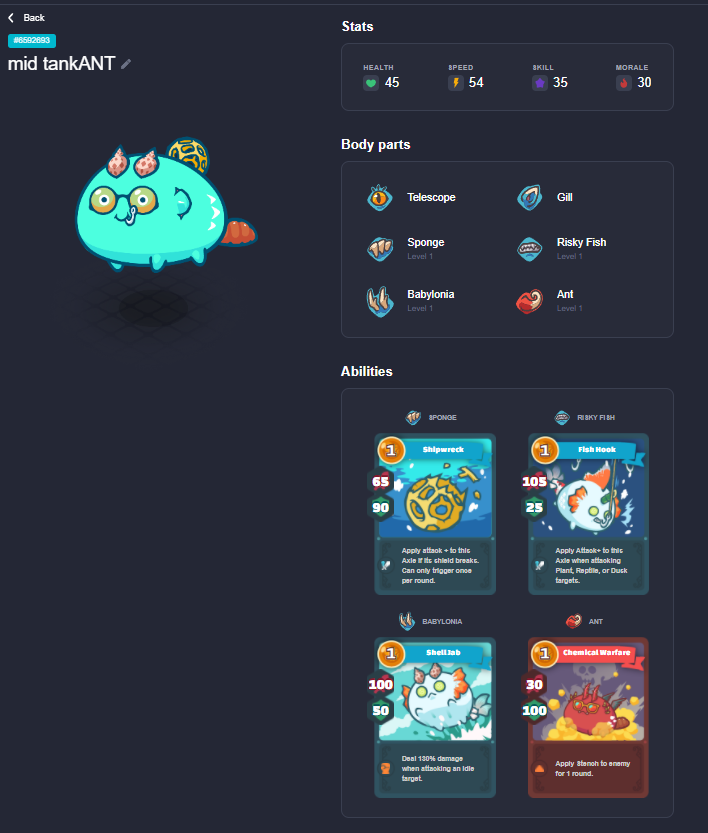 Back
#6592693
mid tankANT
Stats
HEALTH SPEED SKILL MORALE
45 54 35 30
Body parts
Telescope Gill
Sponge Risky Fish
Level 1 Level 1
Babylonia Ant
Level 1 Level 1
Abilities
SPONGE RISKY FISH
1 Shipwreck
65
90
Apply attack + to this
Axie if its shield breaks.
Can only trigger once
per round.
1 Fish Hook
105
25
Apply Attack+ to this
Axie when attacking
Plant, Reptile, or Dusk
targets.
BABYLONIA ANT
1 Shell Jab
100
50
Deal 130% damage
when attacking an idle
target.
1 Chemical Warfare
30
100
Apply Stench to enemy
for 1 round.